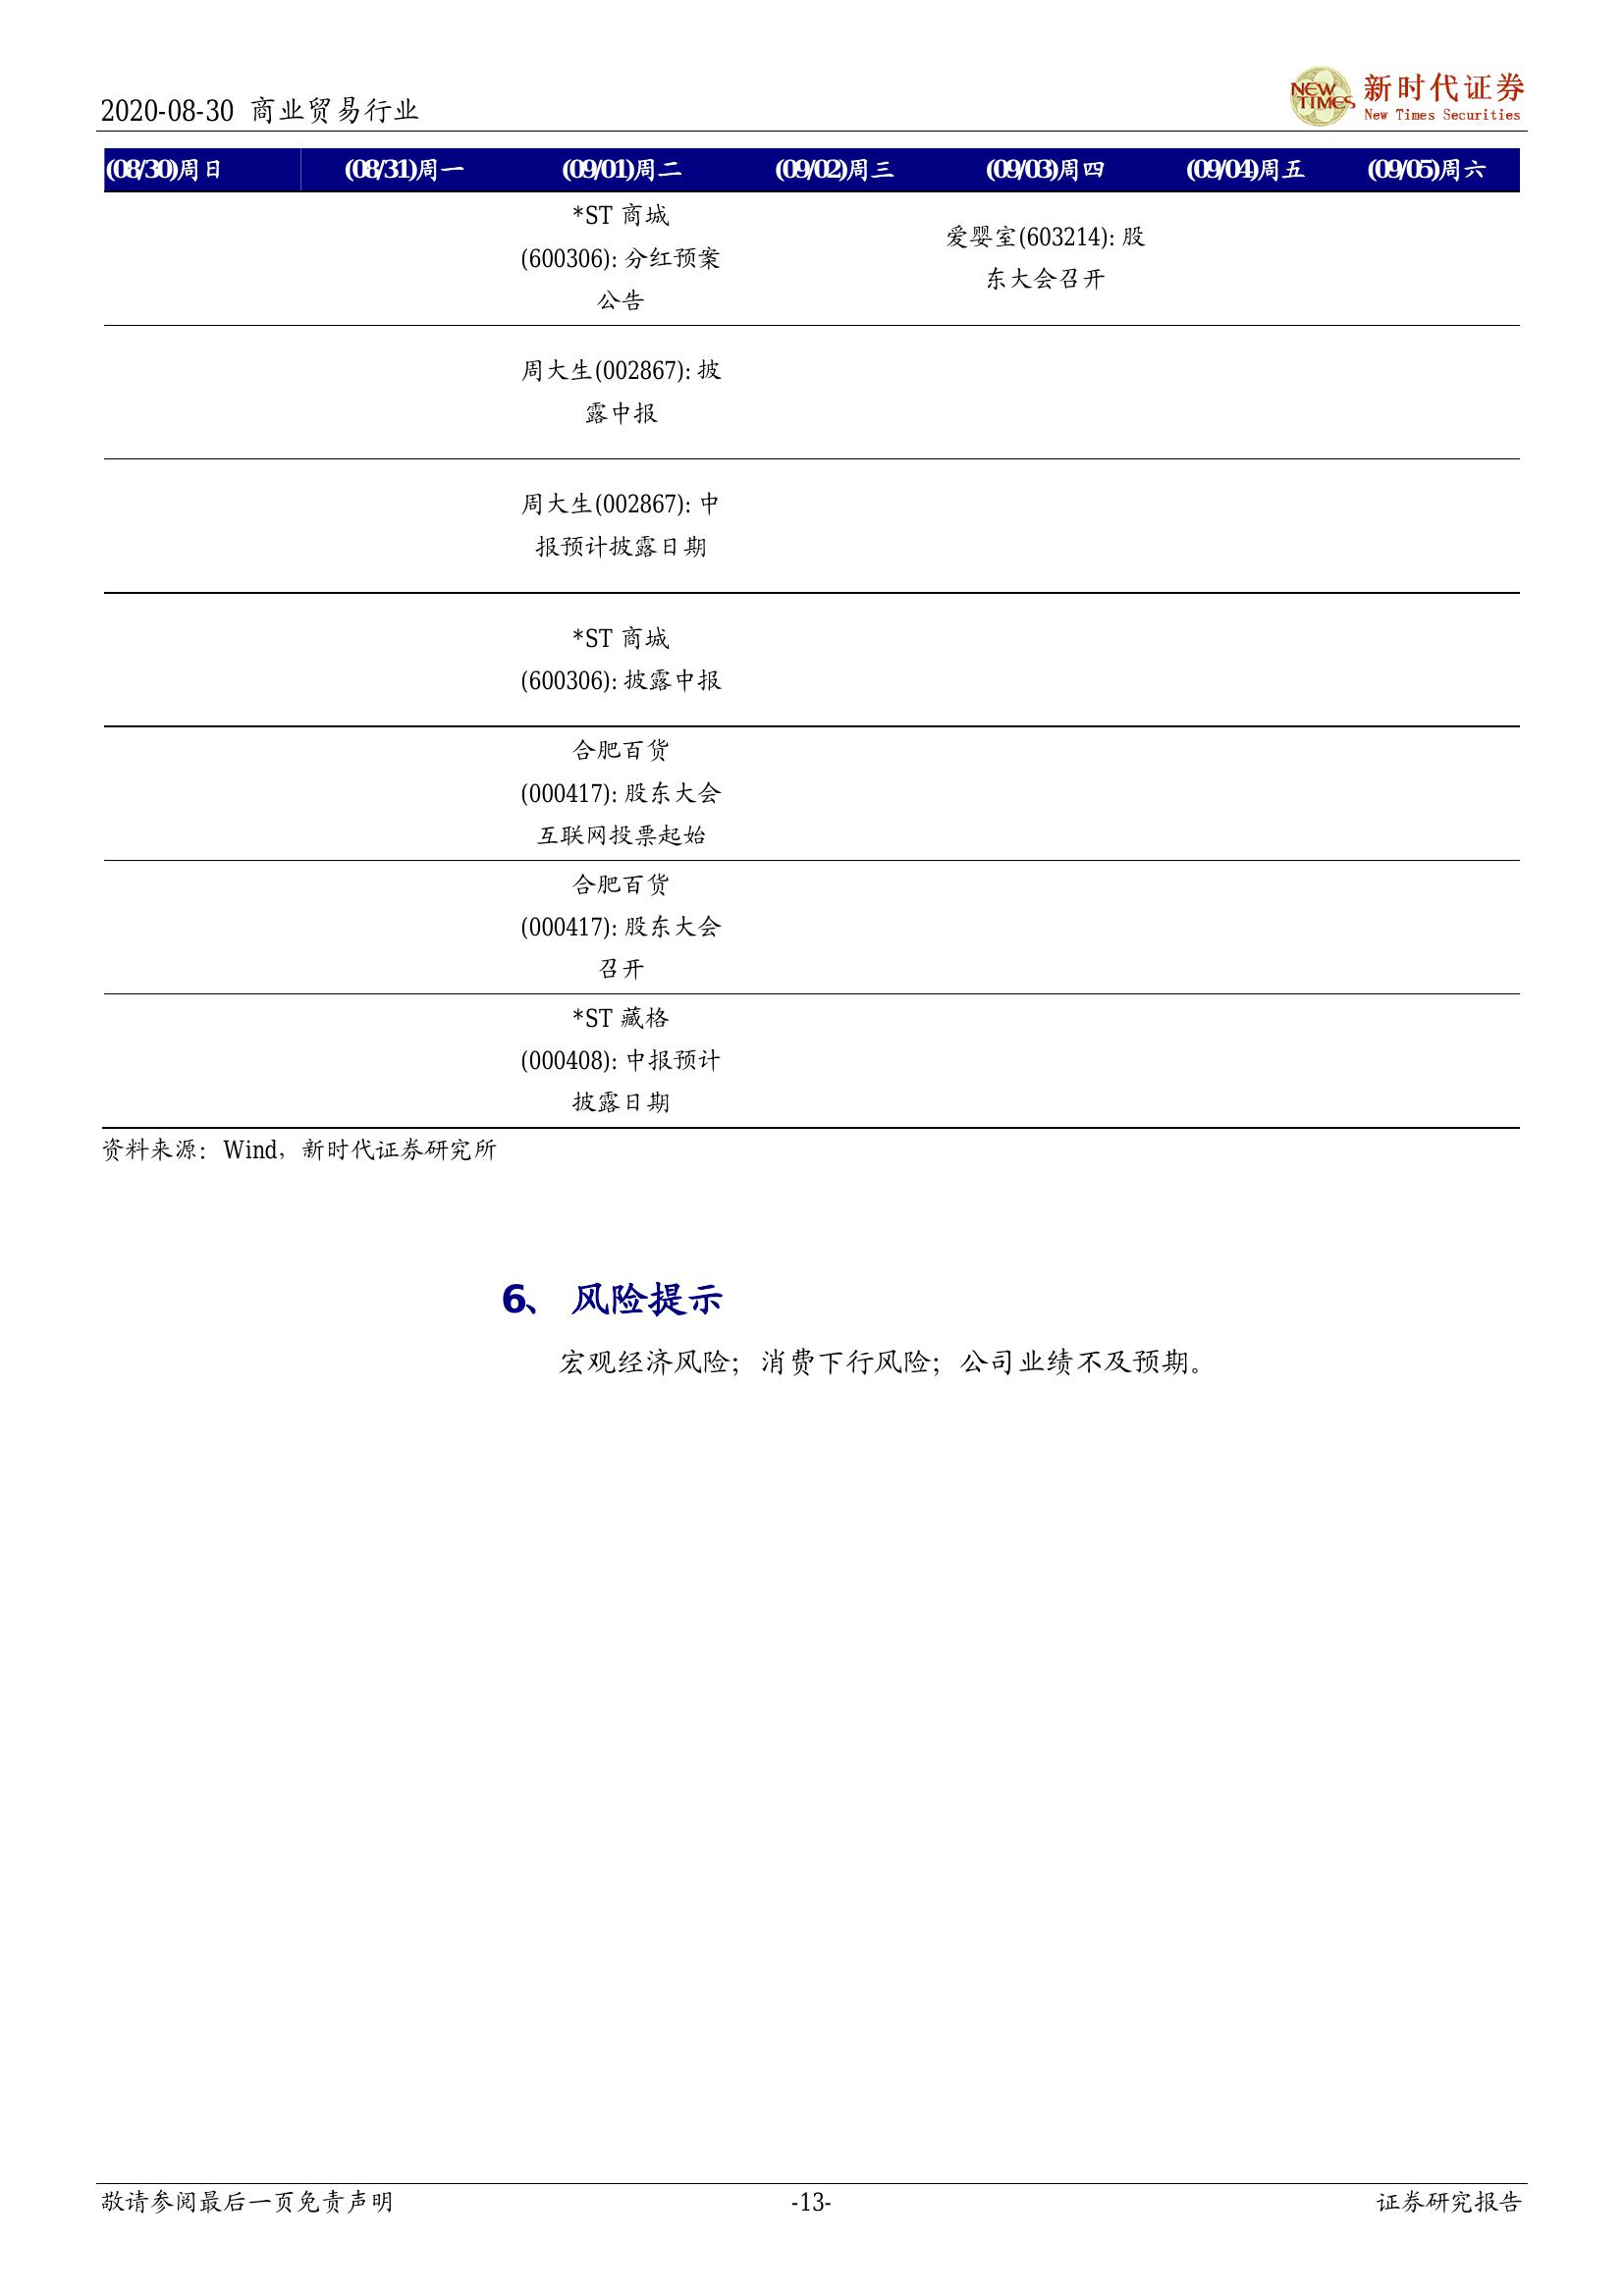 2020-08-30 商业贸易行业
NEW TIMES
新时代证券
New Times Securities
(08/30)周日 (08/31)周一 (09/01)周二 (09/02)周三 (09/03)周四 (09/04)周五 (09/05)周六
*ST 商城
(600306): 分红预案
公告
爱婴室(603214): 股
东大会召开
周大生(002867): 披
露中报
周大生(002867): 中
报预计披露日期
*ST 商城
(600306): 披露中报
合肥百货
(000417): 股东大会
互联网投票起始
合肥百货
(000417): 股东大会
召开
*ST 藏格
(000408): 中报预计
披露日期
资料来源：Wind，新时代证券研究所
6、 风险提示
宏观经济风险；消费下行风险；公司业绩不及预期。
敬请参阅最后一页免责声明 -13- 证券研究报告